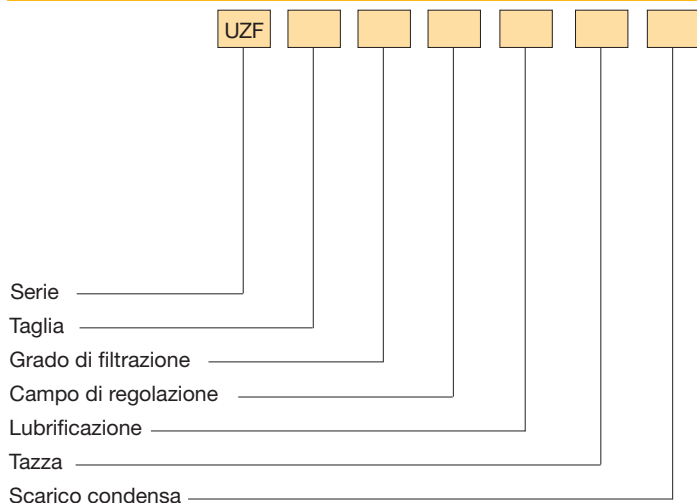 UZF
Serie
Taglia
Grado di filtrazione
Campo di regolazione
Lubrificazione
Tazza
Scarico condensa